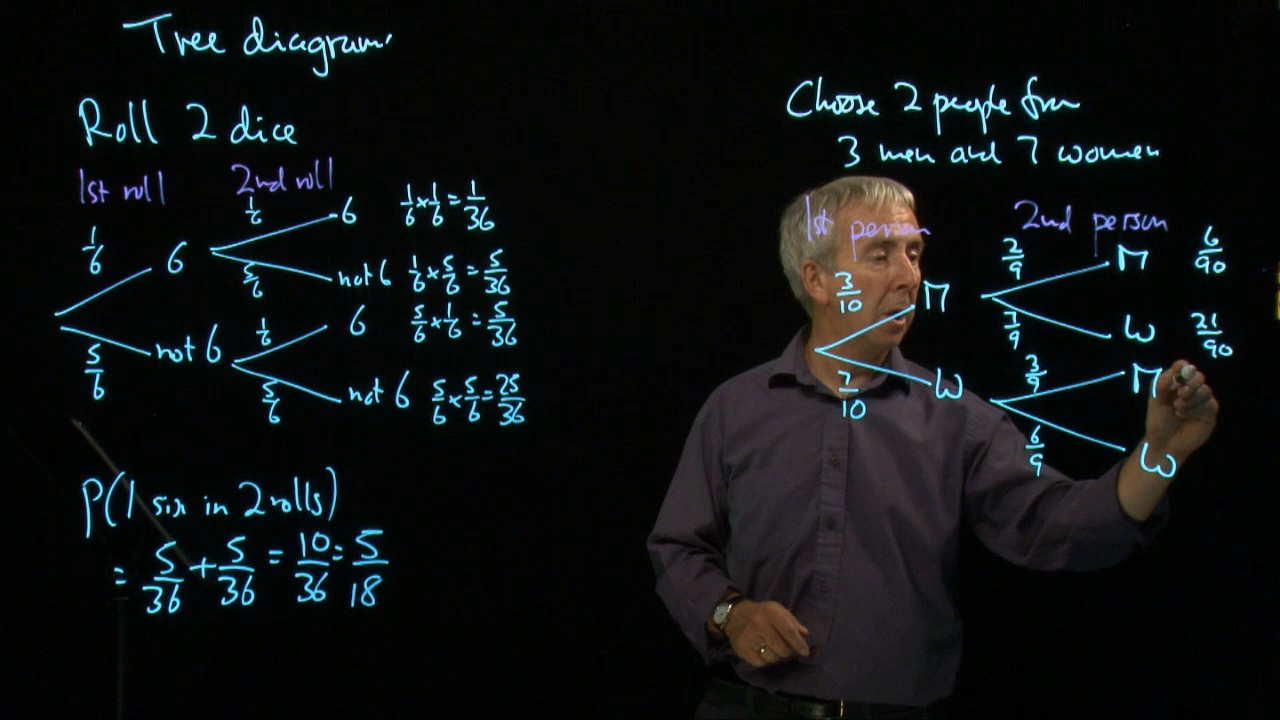 Tree diagrams
Roll 2 dice
1st roll 2nd roll
1/6 6 1/6 6 1/6 × 1/6 = 1/36
5/6 not 6 1/6 × 5/6 = 5/36
5/6 not 6 1/6 6 5/6 × 1/6 = 5/36
5/6 not 6 5/6 × 5/6 = 25/36
P(1 six in 2 rolls)
= 5/36 + 5/36 = 10/36 = 5/18
Choose 2 people from
3 men and 7 women
1st person 2nd person
3/10 M 2/9 M 6/90
7/9 W 21/90
7/10 W 3/9 M
6/9 W